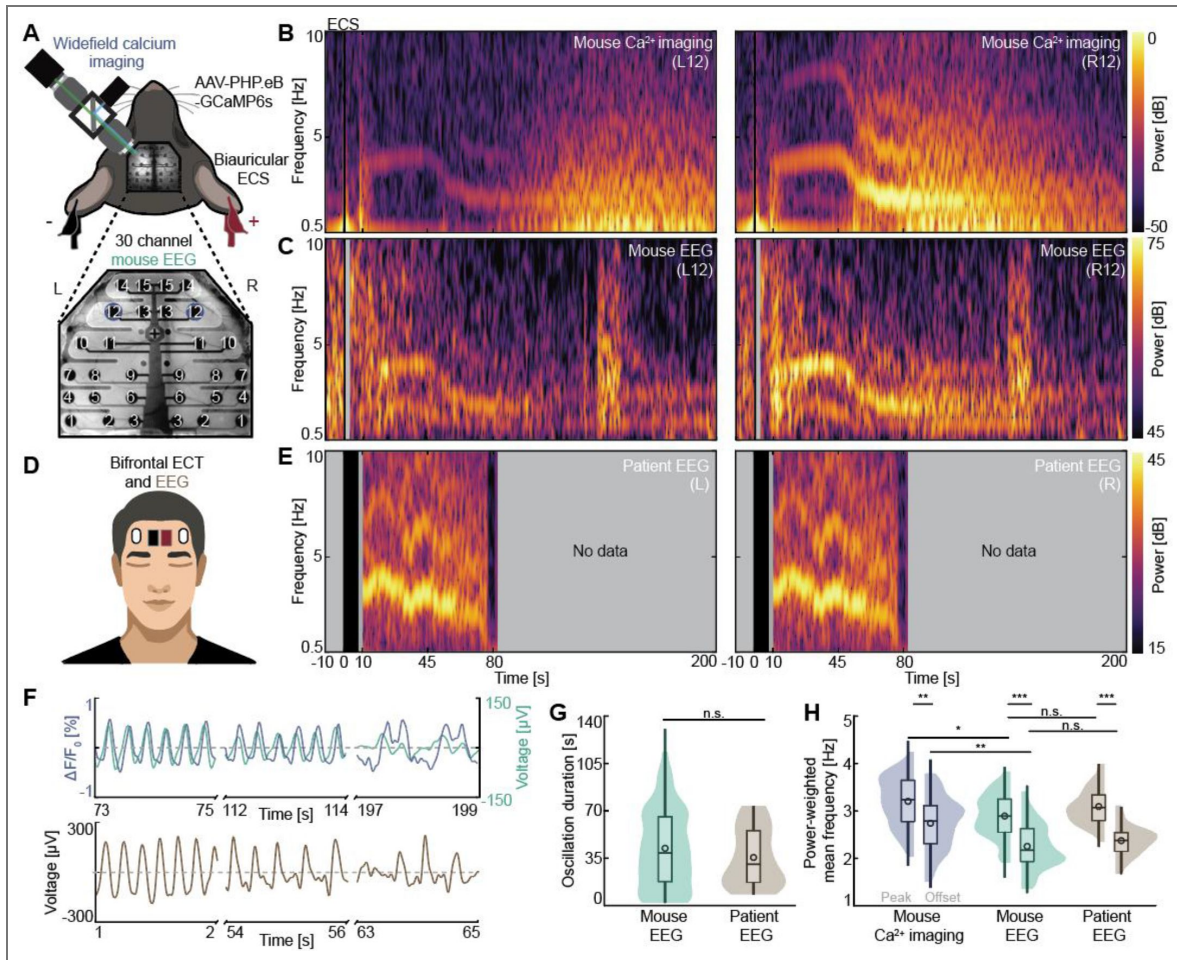 A
Widefield calcium
imaging
AAV-PHP.eB
-GCaMP6s
Biauricular
ECS
-
+
30 channel
mouse EEG
L
R
14 15 15 14
12 13 13 12
10 11 11 10
7 8 9 9 8 7
4 5 6 6 5 4
1 2 3 3 2 1
B
ECS
10
5
0.5
Frequency [Hz]
Mouse Ca²⁺ imaging
(L12)
Mouse Ca²⁺ imaging
(R12)
0
-50
Power [dB]
C
10
5
0.5
Frequency [Hz]
Mouse EEG
(L12)
Mouse EEG
(R12)
75
45
Power [dB]
D
Bifrontal ECT
and EEG
E
10
5
0.5
Frequency [Hz]
Patient EEG
(L)
No data
Patient EEG
(R)
No data
45
15
Power [dB]
-10 0 10 45 80 200
Time [s]
-10 0 10 45 80 200
Time [s]
F
1
-1
ΔF/F₀ [%]
150
-150
Voltage [µV]
73 75 112 114 197 199
Time [s] Time [s]
300
-300
Voltage [µV]
1 2 54 56 63 65
Time [s]
G
n.s.
140
105
70
35
0
Oscillation duration [s]
Mouse
EEG
Patient
EEG
H
** *** ***
n.s.
* n.s.
**
5
4
3
2
1
Power-weighted
mean frequency [Hz]
Peak Offset
Mouse
Ca²⁺ imaging
Mouse
EEG
Patient
EEG